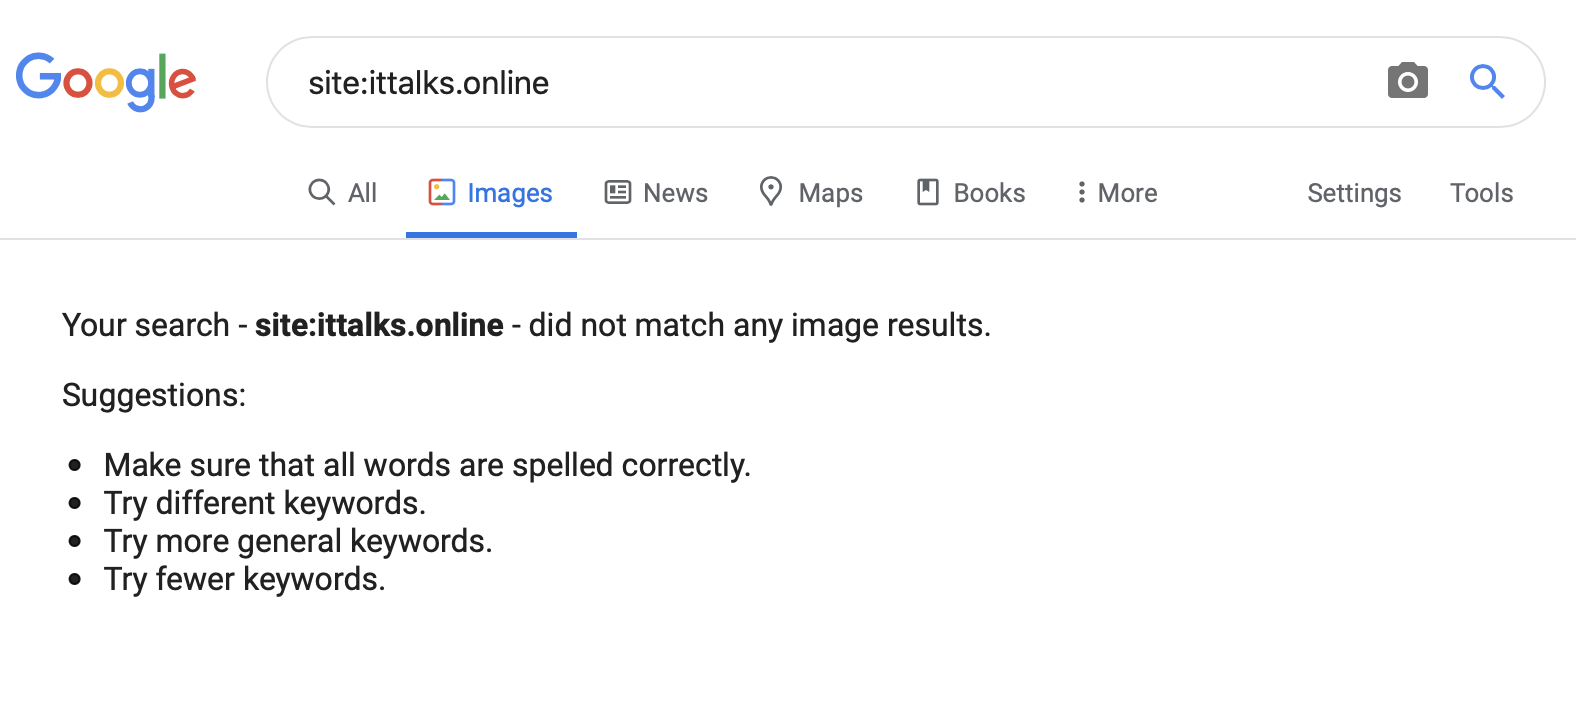 Google
site:ittalks.online
All Images News Maps Books More Settings Tools
Your search - site:ittalks.online - did not match any image results.
Suggestions:
Make sure that all words are spelled correctly.
Try different keywords.
Try more general keywords.
Try fewer keywords.